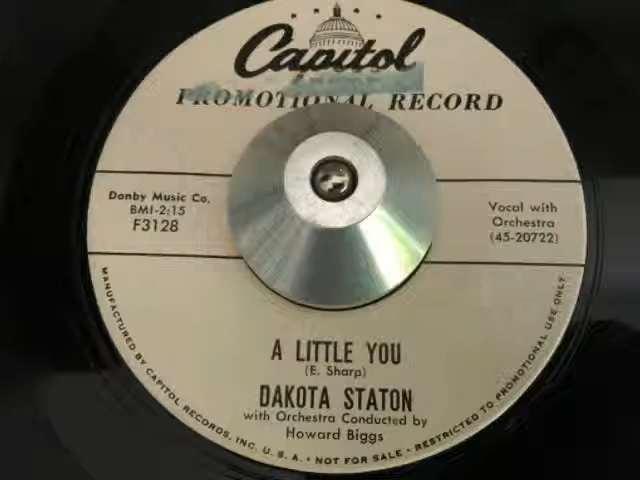 Capitol
PROMOTIONAL RECORD
Danby Music Co.
BMI-2:15
F3128
Vocal with
Orchestra
(45-20722)
A LITTLE YOU
(E. Sharp)
DAKOTA STATON
with Orchestra Conducted by
Howard Biggs
MANUFACTURED BY CAPITOL RECORDS, INC. U. S. A. • NOT FOR SALE • RESTRICTED TO PROMOTIONAL USE ONLY